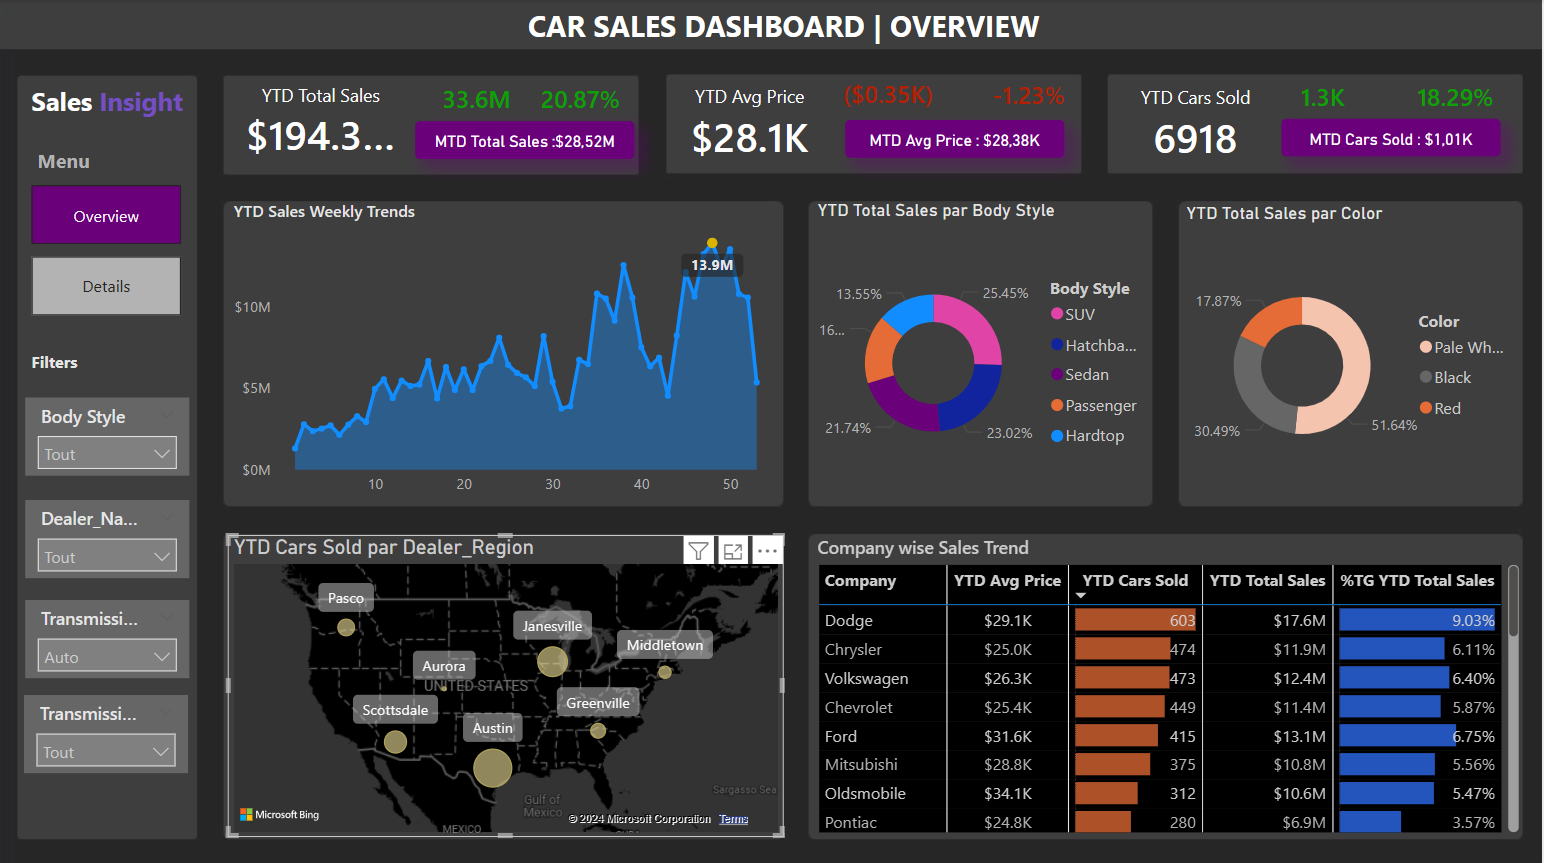 CAR SALES DASHBOARD | OVERVIEW
Sales Insight
Menu
Overview
Details
Filters
Body Style
Tout
Dealer_Na...
Tout
Transmissi...
Auto
Transmissi...
Tout
YTD Total Sales
33.6M 20.87%
$194.3...
MTD Total Sales :$28,52M
YTD Avg Price
($0.35K) -1.23%
$28.1K
MTD Avg Price : $28,38K
YTD Cars Sold
1.3K 18.29%
6918
MTD Cars Sold : $1,01K
YTD Sales Weekly Trends
13.9M
$10M
$5M
$0M
10 20 30 40 50
YTD Total Sales par Body Style
13.55% 25.45%
16...
21.74% 23.02%
Body Style
SUV
Hatchba...
Sedan
Passenger
Hardtop
YTD Total Sales par Color
17.87%
30.49% 51.64%
Color
Pale Wh...
Black
Red
YTD Cars Sold par Dealer_Region
Pasco
Janesville
Middletown
Aurora
UNITED STATES
Scottsdale
Greenville
Austin
Sargasso Sea
Gulf of
Mexico
MEXICO
Microsoft Bing
© 2024 Microsoft Corporation Terms
Company wise Sales Trend
Company YTD Avg Price YTD Cars Sold YTD Total Sales %TG YTD Total Sales
Dodge $29.1K 603 $17.6M 9.03%
Chrysler $25.0K 474 $11.9M 6.11%
Volkswagen $26.3K 473 $12.4M 6.40%
Chevrolet $25.4K 449 $11.4M 5.87%
Ford $31.6K 415 $13.1M 6.75%
Mitsubishi $28.8K 375 $10.8M 5.56%
Oldsmobile $34.1K 312 $10.6M 5.47%
Pontiac $24.8K 280 $6.9M 3.57%